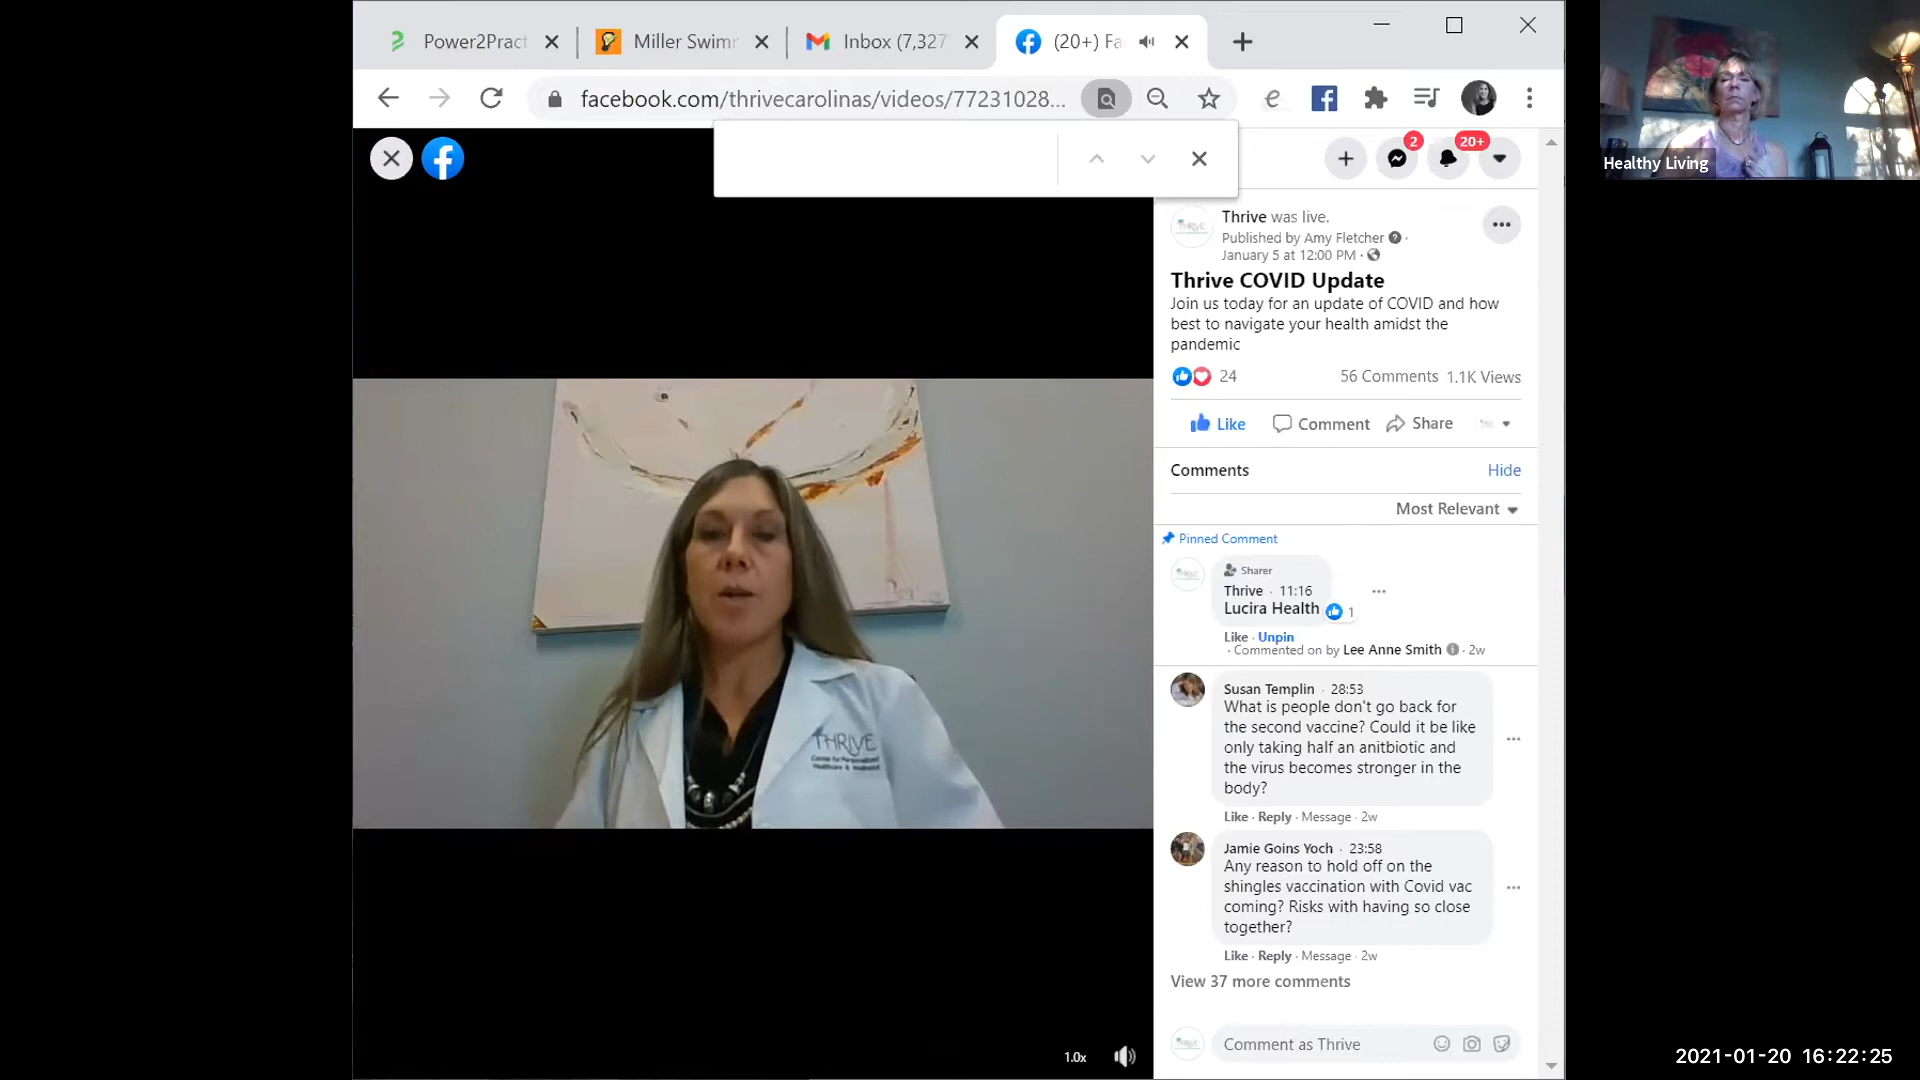 Power2Pract
Miller Swimr
Inbox (7,327
(20+) Fa
facebook.com/thrivecarolinas/videos/77231028...
2
20+
Healthy Living
Thrive was live.
Published by Amy Fletcher ·
January 5 at 12:00 PM ·
Thrive COVID Update
Join us today for an update of COVID and how
best to navigate your health amidst the
pandemic
24
56 Comments 1.1K Views
Like Comment Share
Comments Hide
Most Relevant
Pinned Comment
Sharer
Thrive · 11:16
Lucira Health 1
Like · Unpin
· Commented on by Lee Anne Smith · 2w
Susan Templin · 28:53
What is people don't go back for
the second vaccine? Could it be like
only taking half an anitbiotic and
the virus becomes stronger in the
body?
Like · Reply · Message · 2w
Jamie Goins Yoch · 23:58
Any reason to hold off on the
shingles vaccination with Covid vac
coming? Risks with having so close
together?
Like · Reply · Message · 2w
View 37 more comments
Comment as Thrive
THRIVE
Center for Personalized
Healthcare & Wellness
1.0x
2021-01-20 16:22:25